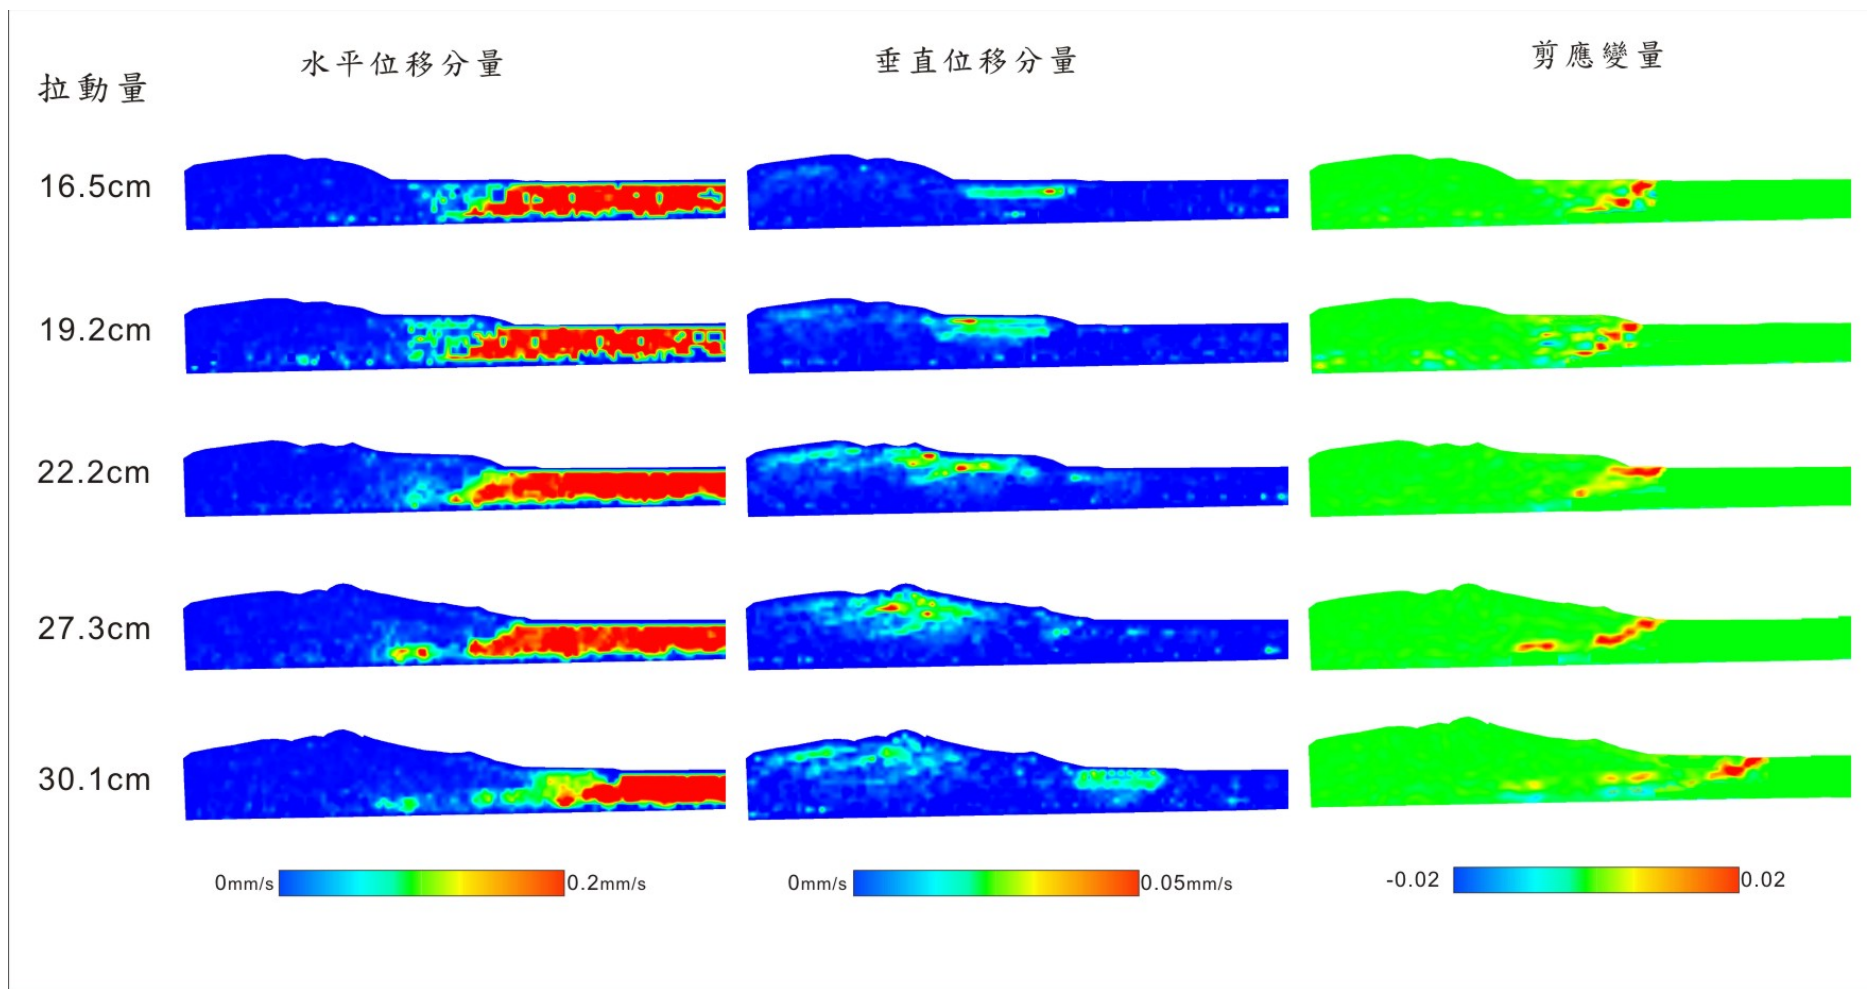 拉動量
水平位移分量
垂直位移分量
剪應變量
16.5cm
19.2cm
22.2cm
27.3cm
30.1cm
0mm/s 0.2mm/s
0mm/s 0.05mm/s
-0.02 0.02